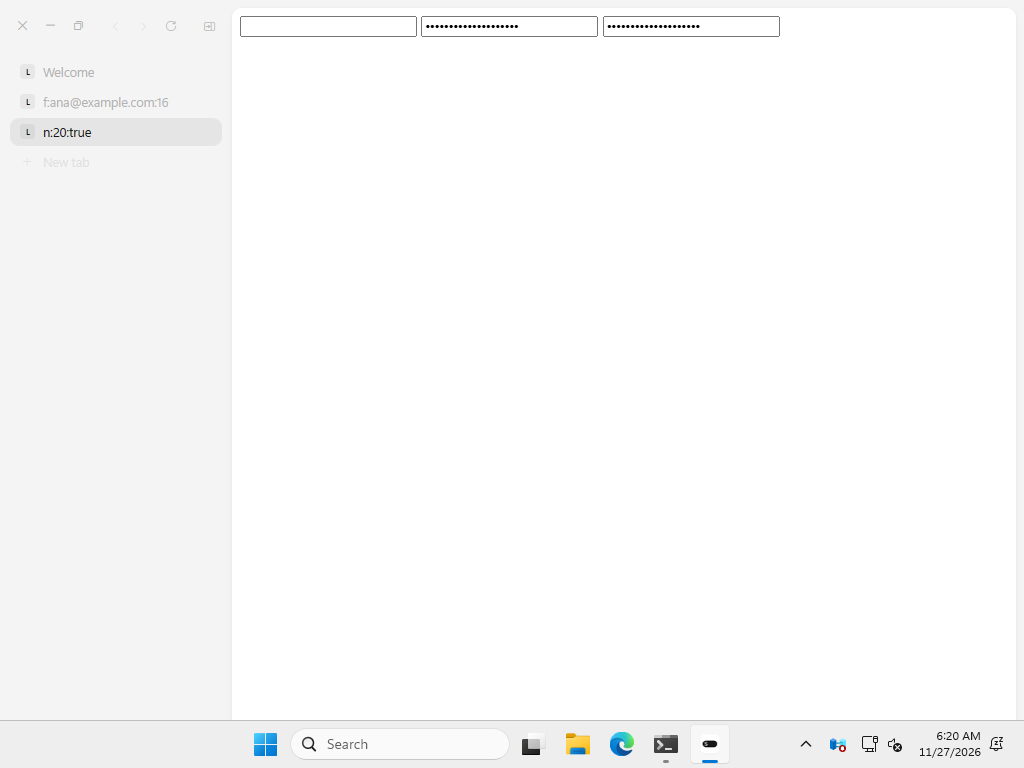 ••••••••••••••••••••
••••••••••••••••••••
L Welcome
L f:ana@example.com:16
L n:20:true
+ New tab
Search
6:20 AM
11/27/2026